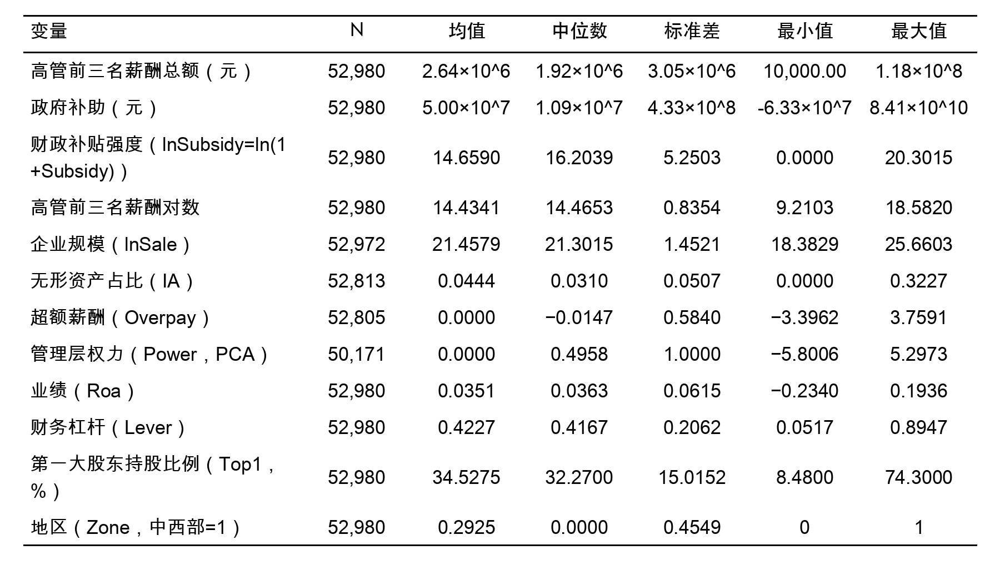 变量 N 均值 中位数 标准差 最小值 最大值
高管前三名薪酬总额（元） 52,980 2.64×10^6 1.92×10^6 3.05×10^6 10,000.00 1.18×10^8
政府补助（元） 52,980 5.00×10^7 1.09×10^7 4.33×10^8 -6.33×10^7 8.41×10^10
财政补贴强度（lnSubsidy=ln(1
+Subsidy)） 52,980 14.6590 16.2039 5.2503 0.0000 20.3015
高管前三名薪酬对数 52,980 14.4341 14.4653 0.8354 9.2103 18.5820
企业规模（lnSale） 52,972 21.4579 21.3015 1.4521 18.3829 25.6603
无形资产占比（IA） 52,813 0.0444 0.0310 0.0507 0.0000 0.3227
超额薪酬（Overpay） 52,805 0.0000 −0.0147 0.5840 −3.3962 3.7591
管理层权力（Power，PCA） 50,171 0.0000 0.4958 1.0000 −5.8006 5.2973
业绩（Roa） 52,980 0.0351 0.0363 0.0615 −0.2340 0.1936
财务杠杆（Lever） 52,980 0.4227 0.4167 0.2062 0.0517 0.8947
第一大股东持股比例（Top1，
%） 52,980 34.5275 32.2700 15.0152 8.4800 74.3000
地区（Zone，中西部=1） 52,980 0.2925 0.0000 0.4549 0 1